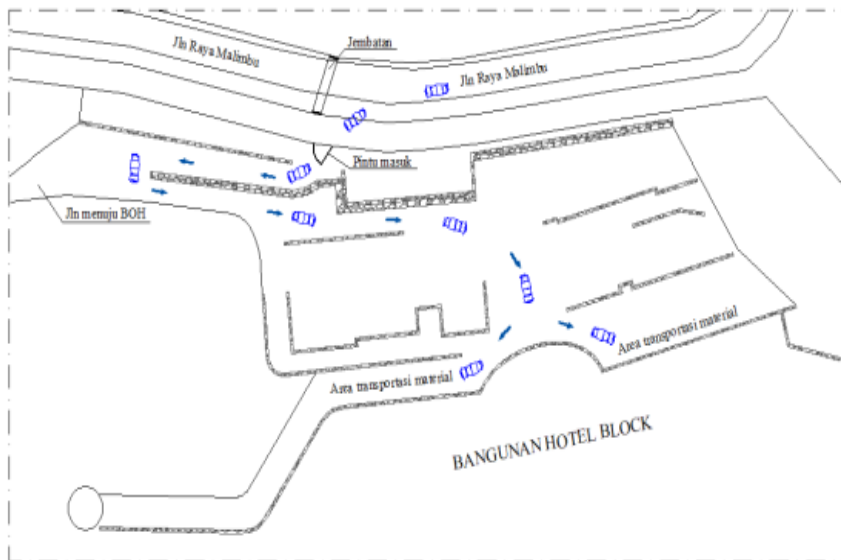 Jln Raya Malimbu
Jembatan
Jln Raya Malimbu
Pintu masuk
Jln menuju BOH
Area transportasi material
Area transportasi material
BANGUNAN HOTEL BLOCK